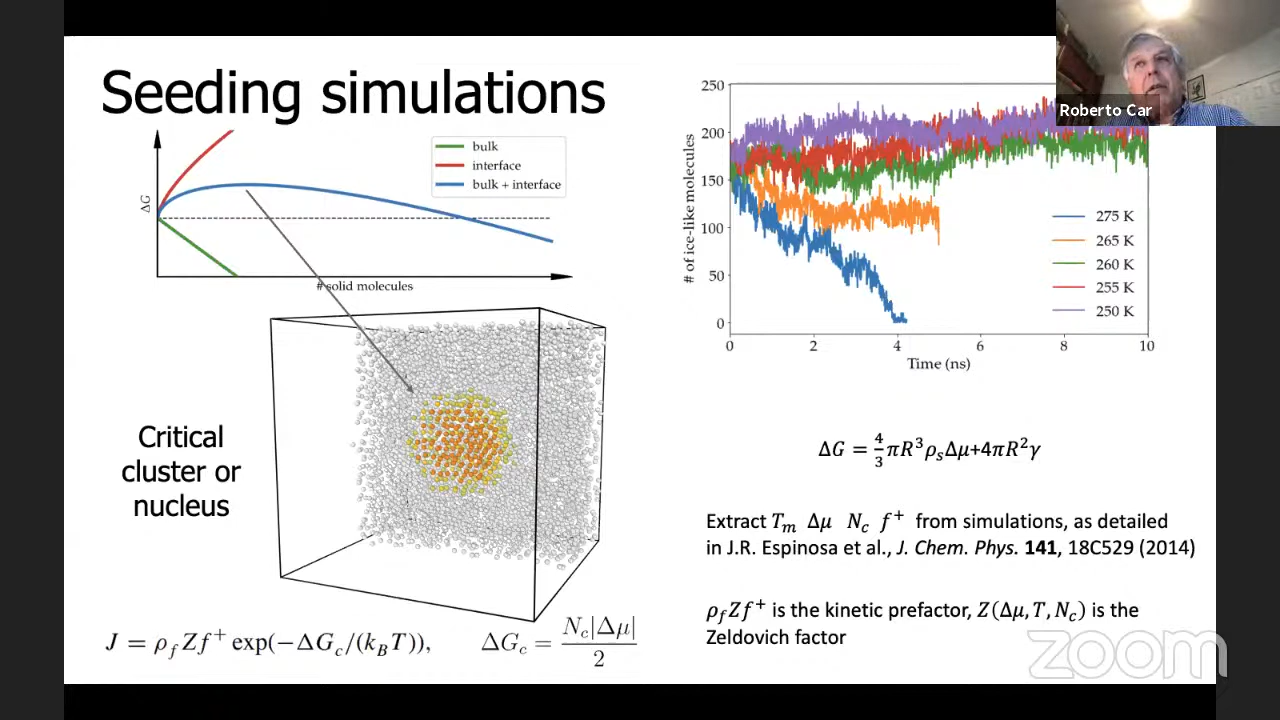 Seeding simulations
ΔG
bulk
interface
bulk + interface
# solid molecules
Critical
cluster or
nucleus
J = ρ_f Z f⁺ exp(−ΔG_c/(k_B T)),
ΔG_c = N_c|Δμ| / 2
# of ice-like molecules
250
200
150
100
50
0
0 2 4 6 8 10
Time (ns)
275 K
265 K
260 K
255 K
250 K
Roberto Car
ΔG = 4/3 πR³ρ_sΔμ+4πR²γ
Extract T_m Δμ N_c f⁺ from simulations, as detailed
in J.R. Espinosa et al., J. Chem. Phys. 141, 18C529 (2014)
ρ_f Z f⁺ is the kinetic prefactor, Z(Δμ, T, N_c) is the
Zeldovich factor
zoom